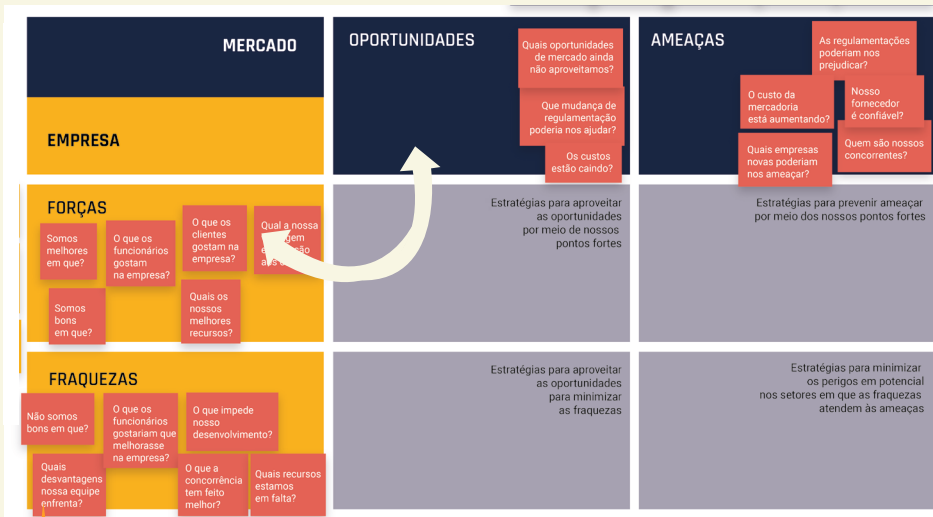 MERCADO
EMPRESA
OPORTUNIDADES
Quais oportunidades
de mercado ainda
não aproveitamos?
Que mudança de
regulamentação
poderia nos ajudar?
Os custos
estão caindo?
AMEAÇAS
As regulamentações
poderiam nos
prejudicar?
O custo da
mercadoria
está aumentando?
Nosso
fornecedor
é confiável?
Quais empresas
novas poderiam
nos ameaçar?
Quem são nossos
concorrentes?
FORÇAS
Somos
melhores
em que?
O que os
funcionários
gostam
na empresa?
O que os
clientes
gostam na
empresa?
Qual a nossa
Somos
bons
em que?
Quais os
nossos
melhores
recursos?
Estratégias para aproveitar
as oportunidades
por meio de nossos
pontos fortes
Estratégias para prevenir ameaçar
por meio dos nossos pontos fortes
FRAQUEZAS
Não somos
bons em que?
O que os
funcionários
gostariam que
melhorasse
na empresa?
O que impede
nosso
desenvolvimento?
Quais
desvantagens
nossa equipe
enfrenta?
O que a
concorrência
tem feito
melhor?
Quais recursos
estamos
em falta?
Estratégias para aproveitar
as oportunidades
para minimizar
as fraquezas
Estratégias para minimizar
os perigos em potencial
nos setores em que as fraquezas
atendem às ameaças